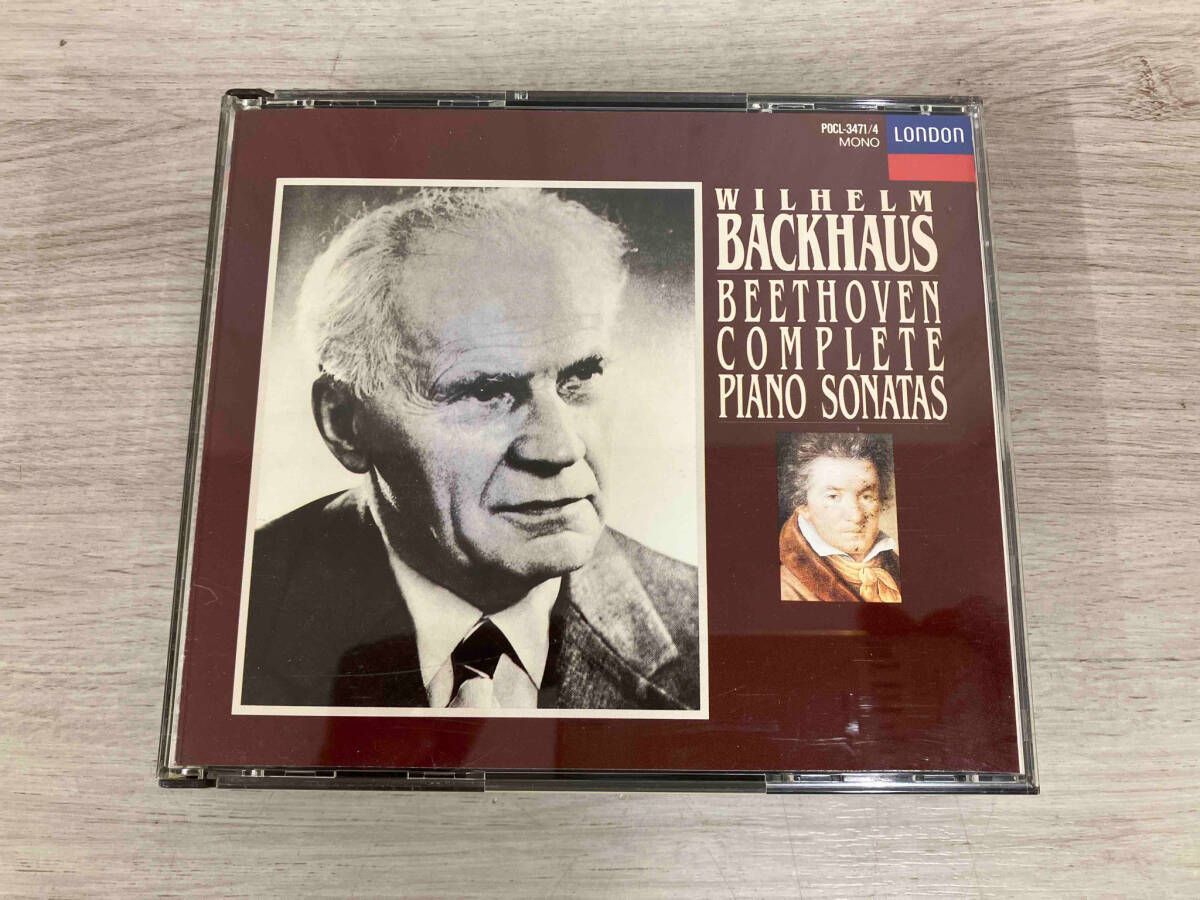 POCL-3471/4
MONO
LONDON
WILHELM
BACKHAUS
BEETHOVEN
COMPLETE
PIANO SONATAS